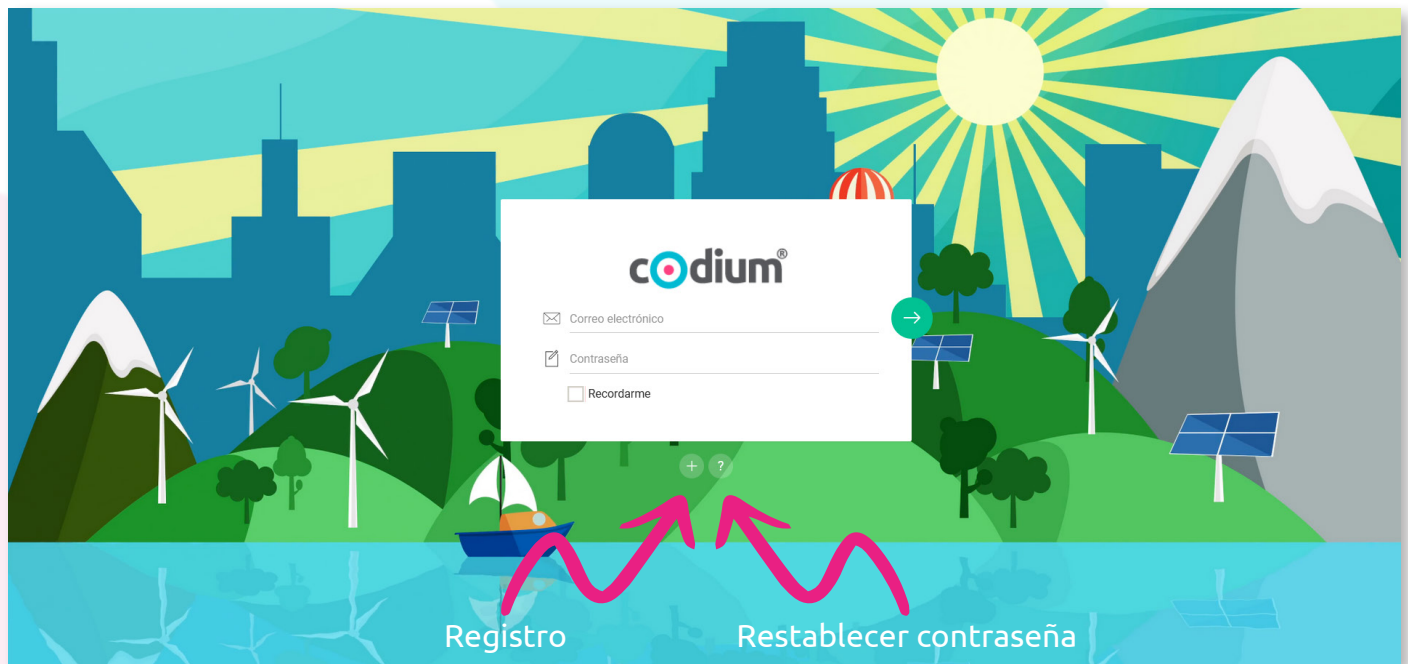 codium®
Correo electrónico
Contraseña
Recordarme
+ ?
Registro
Restablecer contraseña